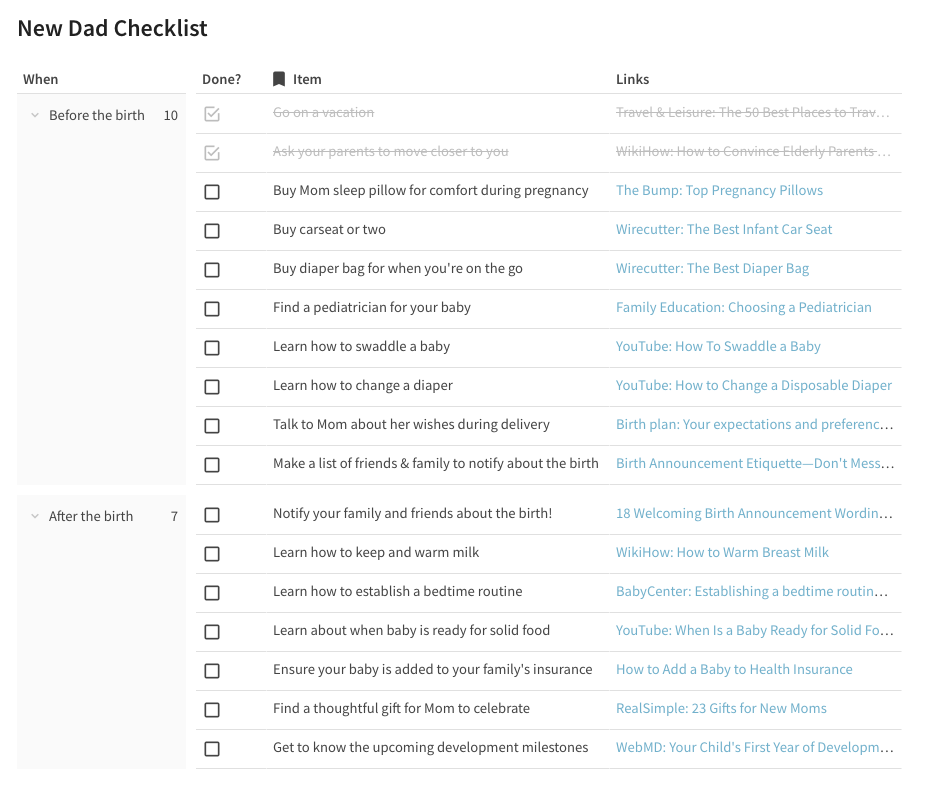 New Dad Checklist
When Done? Item Links
Before the birth 10 Go on a vacation Travel & Leisure: The 50 Best Places to Trav…
Ask your parents to move closer to you WikiHow: How to Convince Elderly Parents …
Buy Mom sleep pillow for comfort during pregnancy The Bump: Top Pregnancy Pillows
Buy carseat or two Wirecutter: The Best Infant Car Seat
Buy diaper bag for when you're on the go Wirecutter: The Best Diaper Bag
Find a pediatrician for your baby Family Education: Choosing a Pediatrician
Learn how to swaddle a baby YouTube: How To Swaddle a Baby
Learn how to change a diaper YouTube: How to Change a Disposable Diaper
Talk to Mom about her wishes during delivery Birth plan: Your expectations and preferenc…
Make a list of friends & family to notify about the birth Birth Announcement Etiquette—Don't Mess…
After the birth 7 Notify your family and friends about the birth! 18 Welcoming Birth Announcement Wordin…
Learn how to keep and warm milk WikiHow: How to Warm Breast Milk
Learn how to establish a bedtime routine BabyCenter: Establishing a bedtime routin…
Learn about when baby is ready for solid food YouTube: When Is a Baby Ready for Solid Fo…
Ensure your baby is added to your family's insurance How to Add a Baby to Health Insurance
Find a thoughtful gift for Mom to celebrate RealSimple: 23 Gifts for New Moms
Get to know the upcoming development milestones WebMD: Your Child's First Year of Developm…